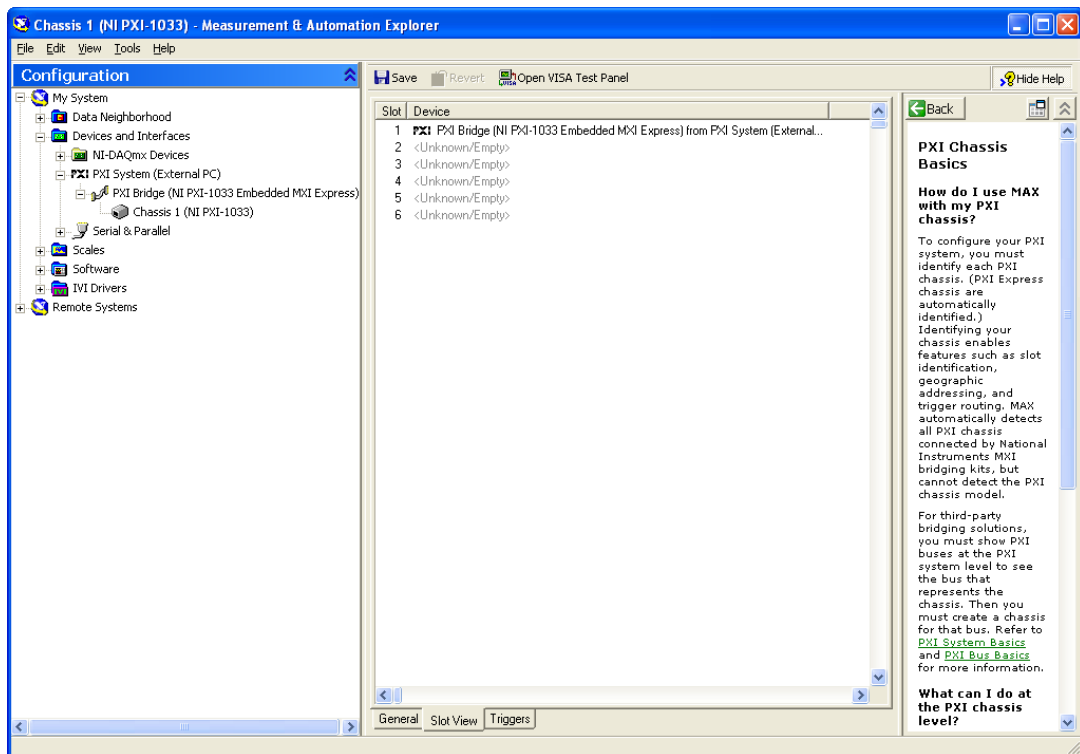 Chassis 1 (NI PXI-1033) - Measurement & Automation Explorer
File Edit View Tools Help
Configuration
My System
Data Neighborhood
Devices and Interfaces
NI-DAQmx Devices
PXI PXI System (External PC)
PXI Bridge (NI PXI-1033 Embedded MXI Express)
Chassis 1 (NI PXI-1033)
Serial & Parallel
Scales
Software
IVI Drivers
Remote Systems
Save Revert Open VISA Test Panel Hide Help
Slot Device
1 PXI PXI Bridge (NI PXI-1033 Embedded MXI Express) from PXI System (External...
2 <Unknown/Empty>
3 <Unknown/Empty>
4 <Unknown/Empty>
5 <Unknown/Empty>
6 <Unknown/Empty>
General Slot View Triggers
Back
PXI Chassis
Basics
How do I use MAX
with my PXI
chassis?
To configure your PXI
system, you must
identify each PXI
chassis. (PXI Express
chassis are
automatically
identified.)
Identifying your
chassis enables
features such as slot
identification,
geographic
addressing, and
trigger routing. MAX
automatically detects
all PXI chassis
connected by National
Instruments MXI
bridging kits, but
cannot detect the PXI
chassis model.
For third-party
bridging solutions,
you must show PXI
buses at the PXI
system level to see
the bus that
represents the
chassis. Then you
must create a chassis
for that bus. Refer to
PXI System Basics
and PXI Bus Basics
for more information.
What can I do at
the PXI chassis
level?